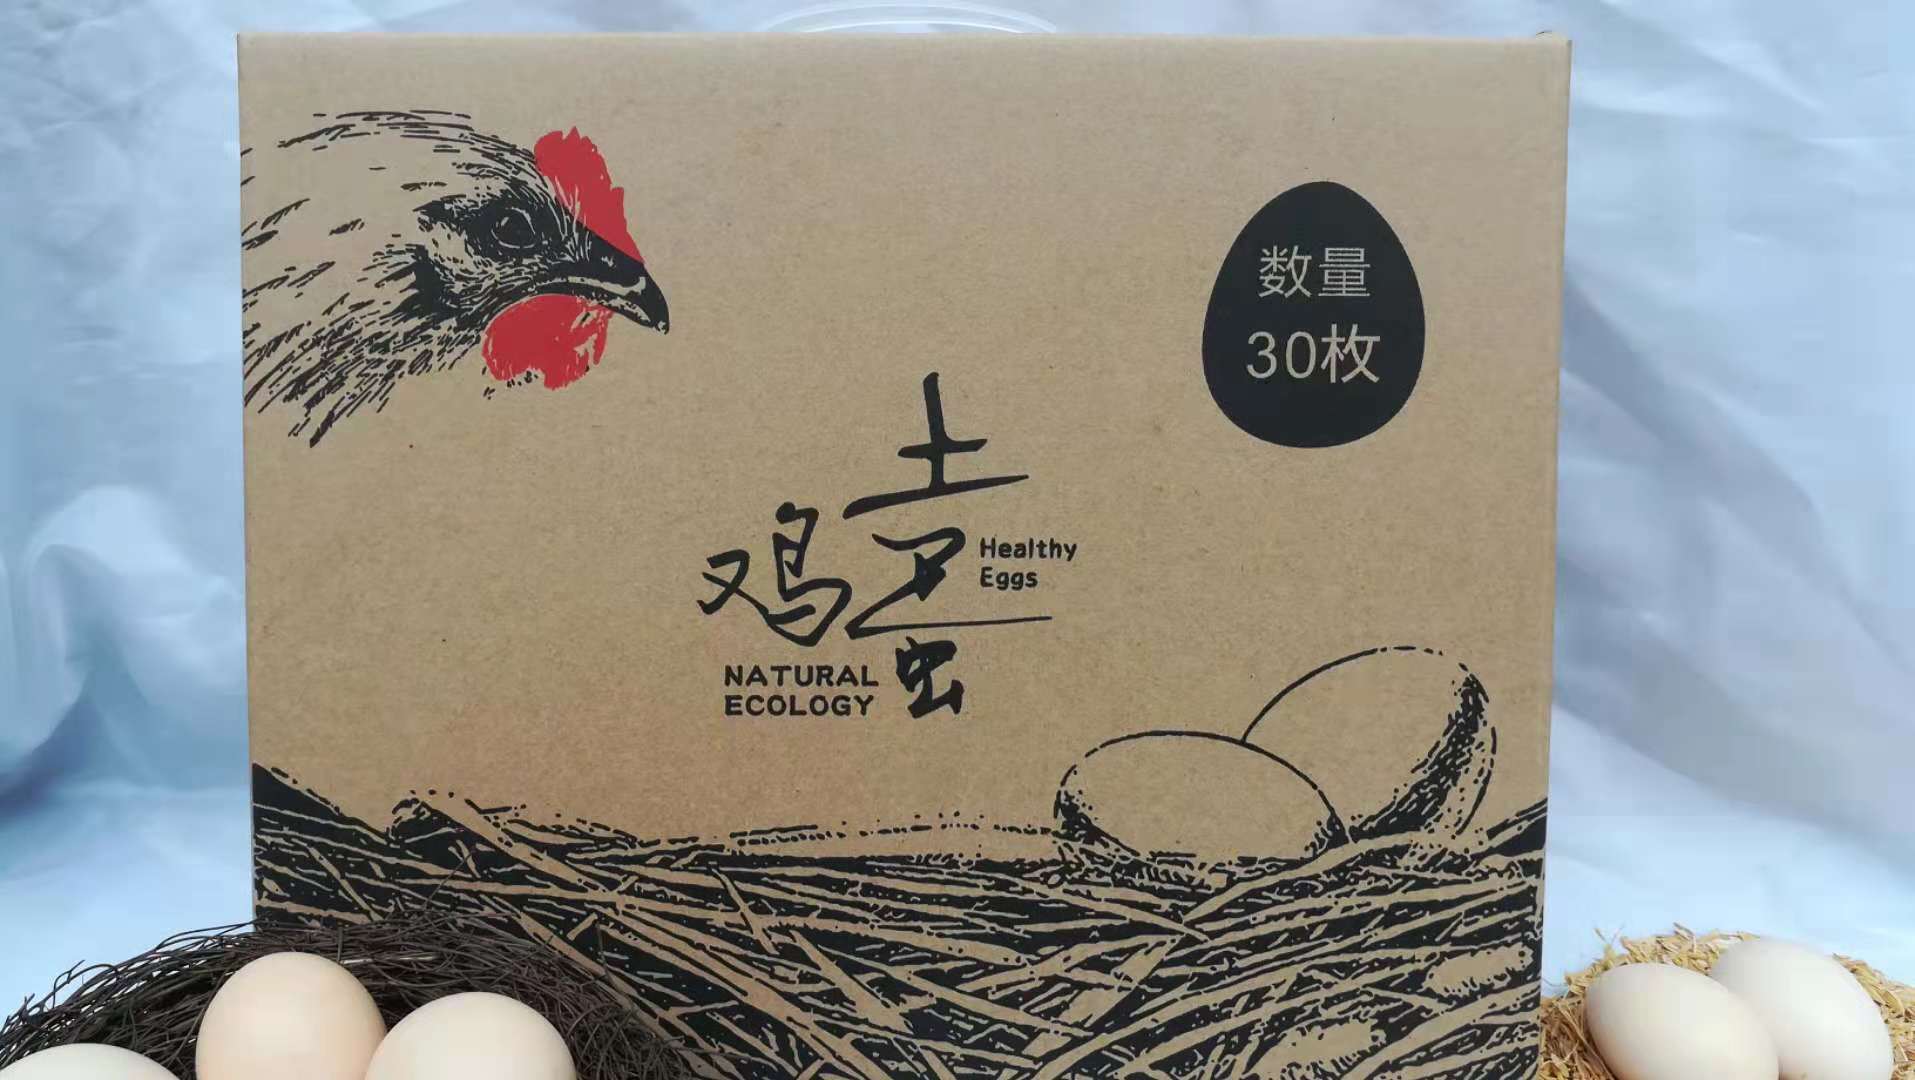 数量
30枚
土
鸡蛋
Healthy
Eggs
NATURAL
ECOLOGY